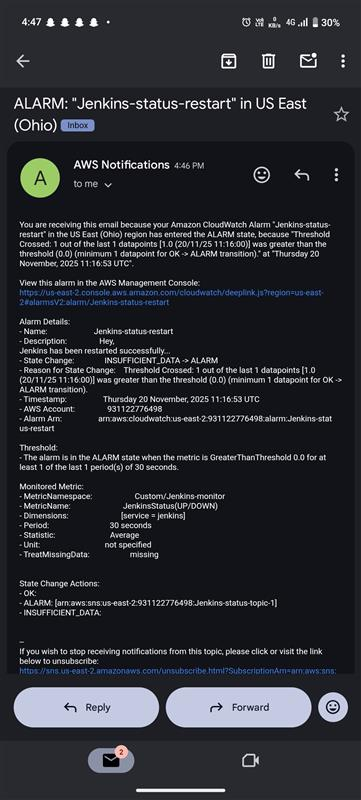 4:47
VoI
LTE
0
KB/s
4G
30%
ALARM: "Jenkins-status-restart" in US East
(Ohio) Inbox
A
AWS Notifications 4:46 PM
to me
You are receiving this email because your Amazon CloudWatch Alarm "Jenkins-status-
restart" in the US East (Ohio) region has entered the ALARM state, because "Threshold
Crossed: 1 out of the last 1 datapoints [1.0 (20/11/25 11:16:00)] was greater than the
threshold (0.0) (minimum 1 datapoint for OK -> ALARM transition)." at "Thursday 20
November, 2025 11:16:53 UTC".
View this alarm in the AWS Management Console:
https://us-east-2.console.aws.amazon.com/cloudwatch/deeplink.js?region=us-east-
2#alarmsV2:alarm/Jenkins-status-restart
Alarm Details:
- Name: Jenkins-status-restart
- Description: Hey,
Jenkins has been restarted successfully...
- State Change: INSUFFICIENT_DATA -> ALARM
- Reason for State Change: Threshold Crossed: 1 out of the last 1 datapoints [1.0
(20/11/25 11:16:00)] was greater than the threshold (0.0) (minimum 1 datapoint for OK ->
ALARM transition).
- Timestamp: Thursday 20 November, 2025 11:16:53 UTC
- AWS Account: 931122776498
- Alarm Arn: arn:aws:cloudwatch:us-east-2:931122776498:alarm:Jenkins-stat
us-restart
Threshold:
- The alarm is in the ALARM state when the metric is GreaterThanThreshold 0.0 for at
least 1 of the last 1 period(s) of 30 seconds.
Monitored Metric:
- MetricNamespace: Custom/Jenkins-monitor
- MetricName: JenkinsStatus(UP/DOWN)
- Dimensions: [service = jenkins]
- Period: 30 seconds
- Statistic: Average
- Unit: not specified
- TreatMissingData: missing
State Change Actions:
- OK:
- ALARM: [arn:aws:sns:us-east-2:931122776498:Jenkins-status-topic-1]
- INSUFFICIENT_DATA:
--
If you wish to stop receiving notifications from this topic, please click or visit the link
below to unsubscribe:
https://sns.us-east-2.amazonaws.com/unsubscribe.html?SubscriptionArn=arn:aws:sns:
Reply
Forward
2